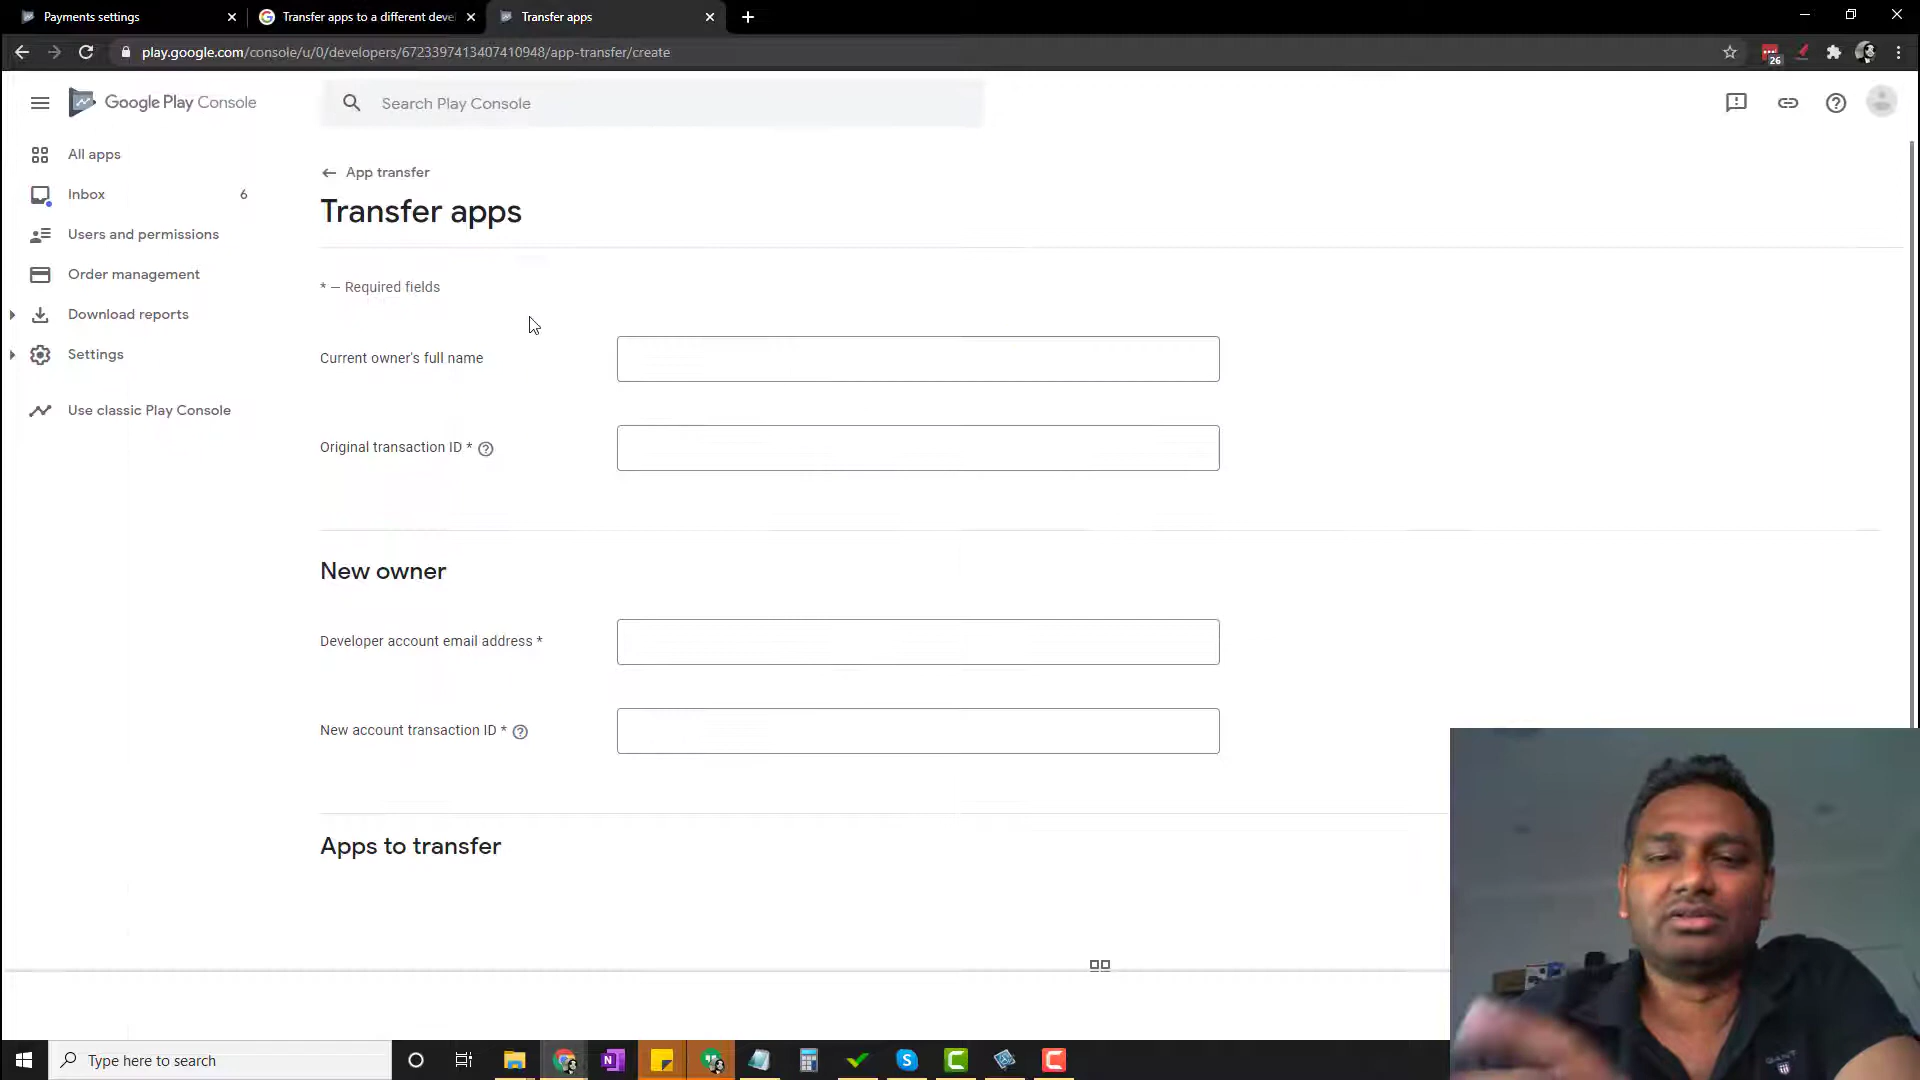 Payments settings
Transfer apps to a different deve
Transfer apps
play.google.com/console/u/0/developers/6723397413407410948/app-transfer/create
26
Google Play Console
Search Play Console
All apps
Inbox 6
Users and permissions
Order management
Download reports
Settings
Use classic Play Console
App transfer
Transfer apps
* – Required fields
Current owner's full name
Original transaction ID *
New owner
Developer account email address *
New account transaction ID *
Apps to transfer
GANT
Type here to search